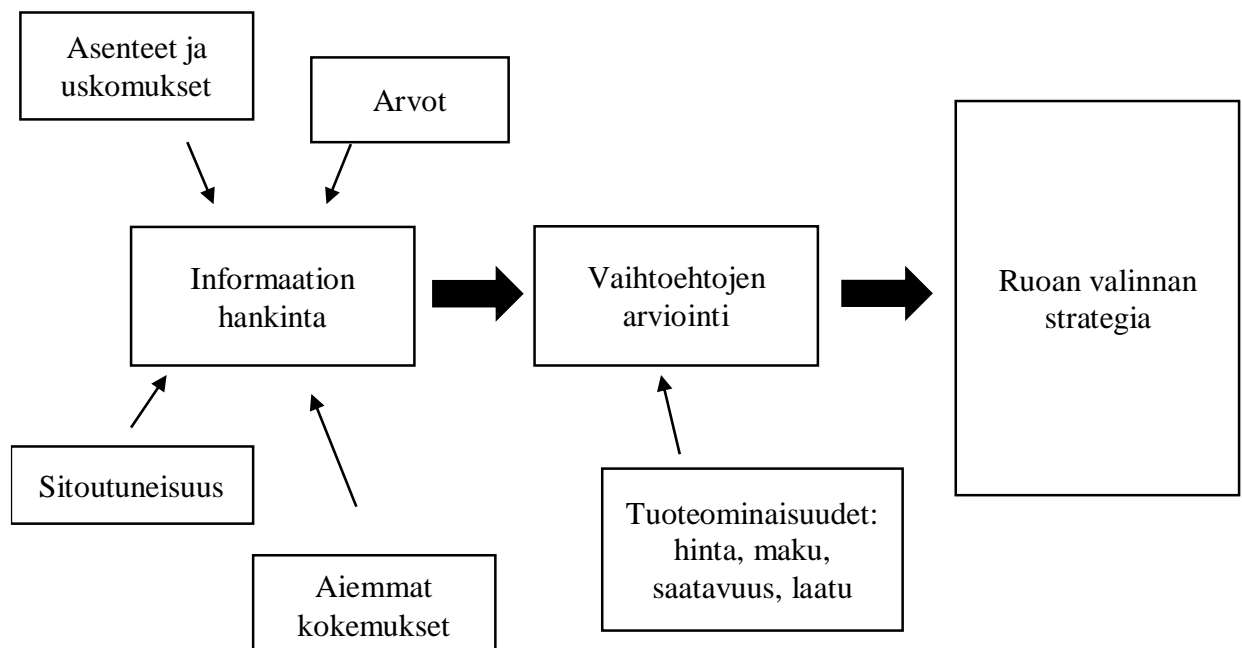 Asenteet ja
uskomukset
Arvot
Informaation
hankinta
Vaihtoehtojen
arviointi
Ruoan valinnan
strategia
Sitoutuneisuus
Tuoteominaisuudet:
hinta, maku,
saatavuus, laatu
Aiemmat
kokemukset